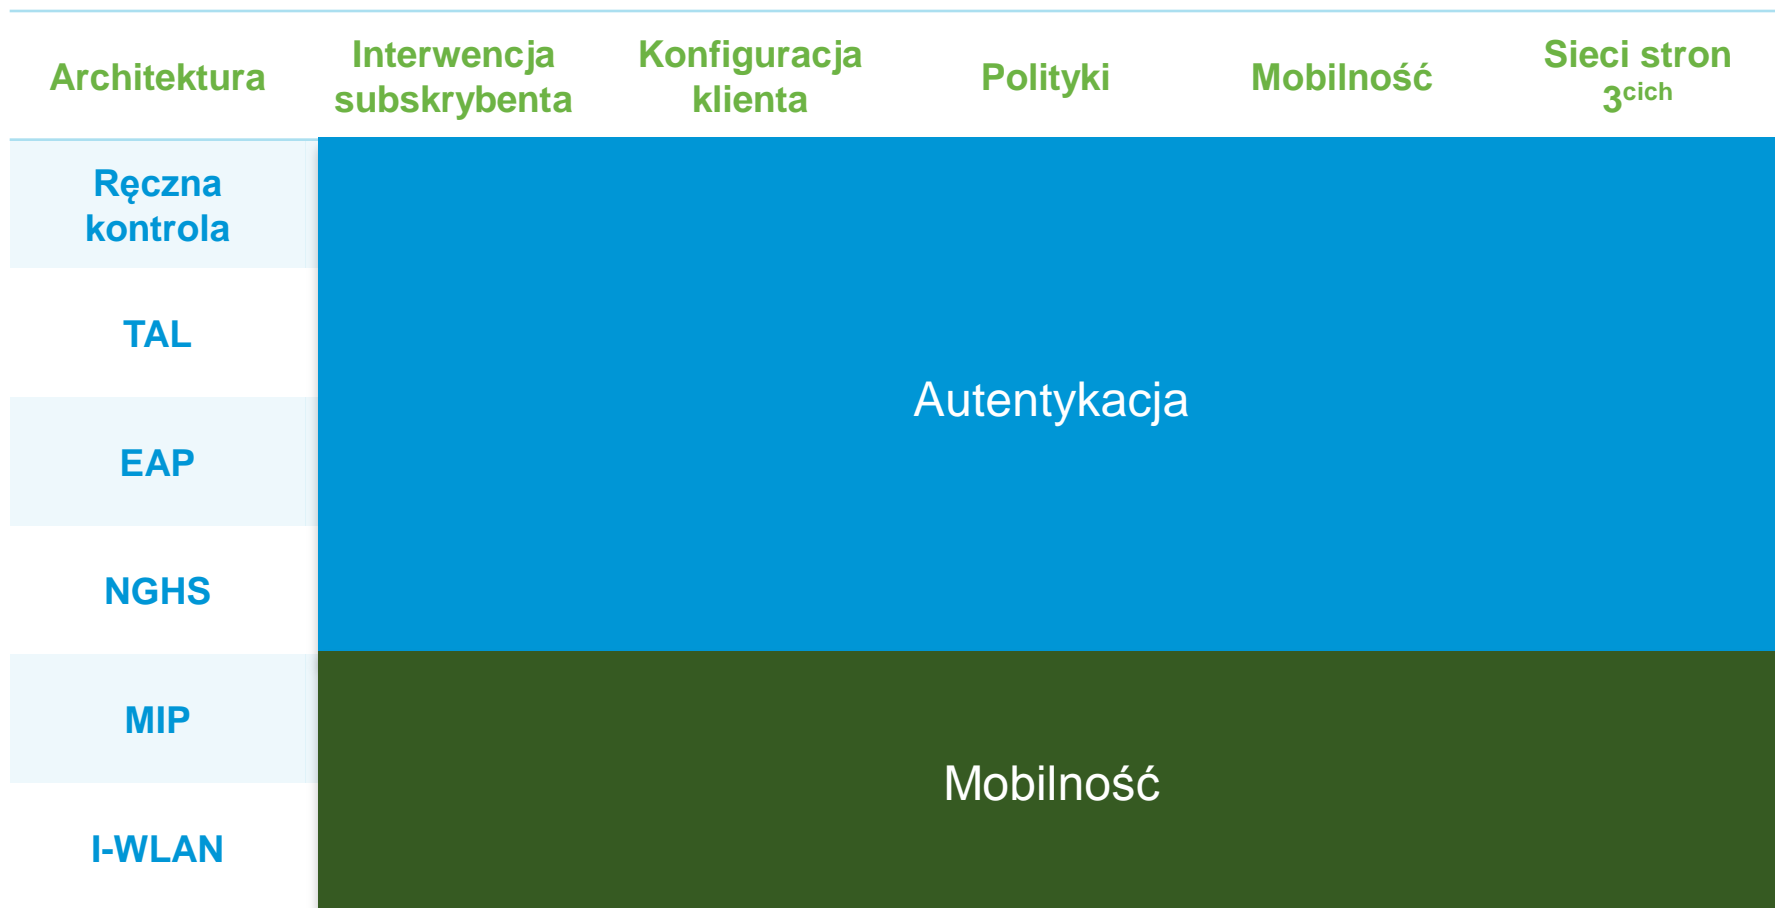 Architektura
Interwencja
subskrybenta
Konfiguracja
klienta
Polityki
Mobilność
Sieci stron
3cich
Ręczna
kontrola
TAL
EAP
NGHS
MIP
I-WLAN
Autentykacja
Mobilność